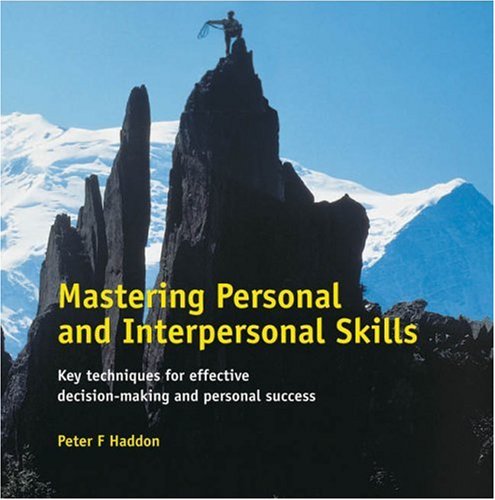 Mastering Personal
and Interpersonal Skills
Key techniques for effective
decision-making and personal success
Peter F Haddon